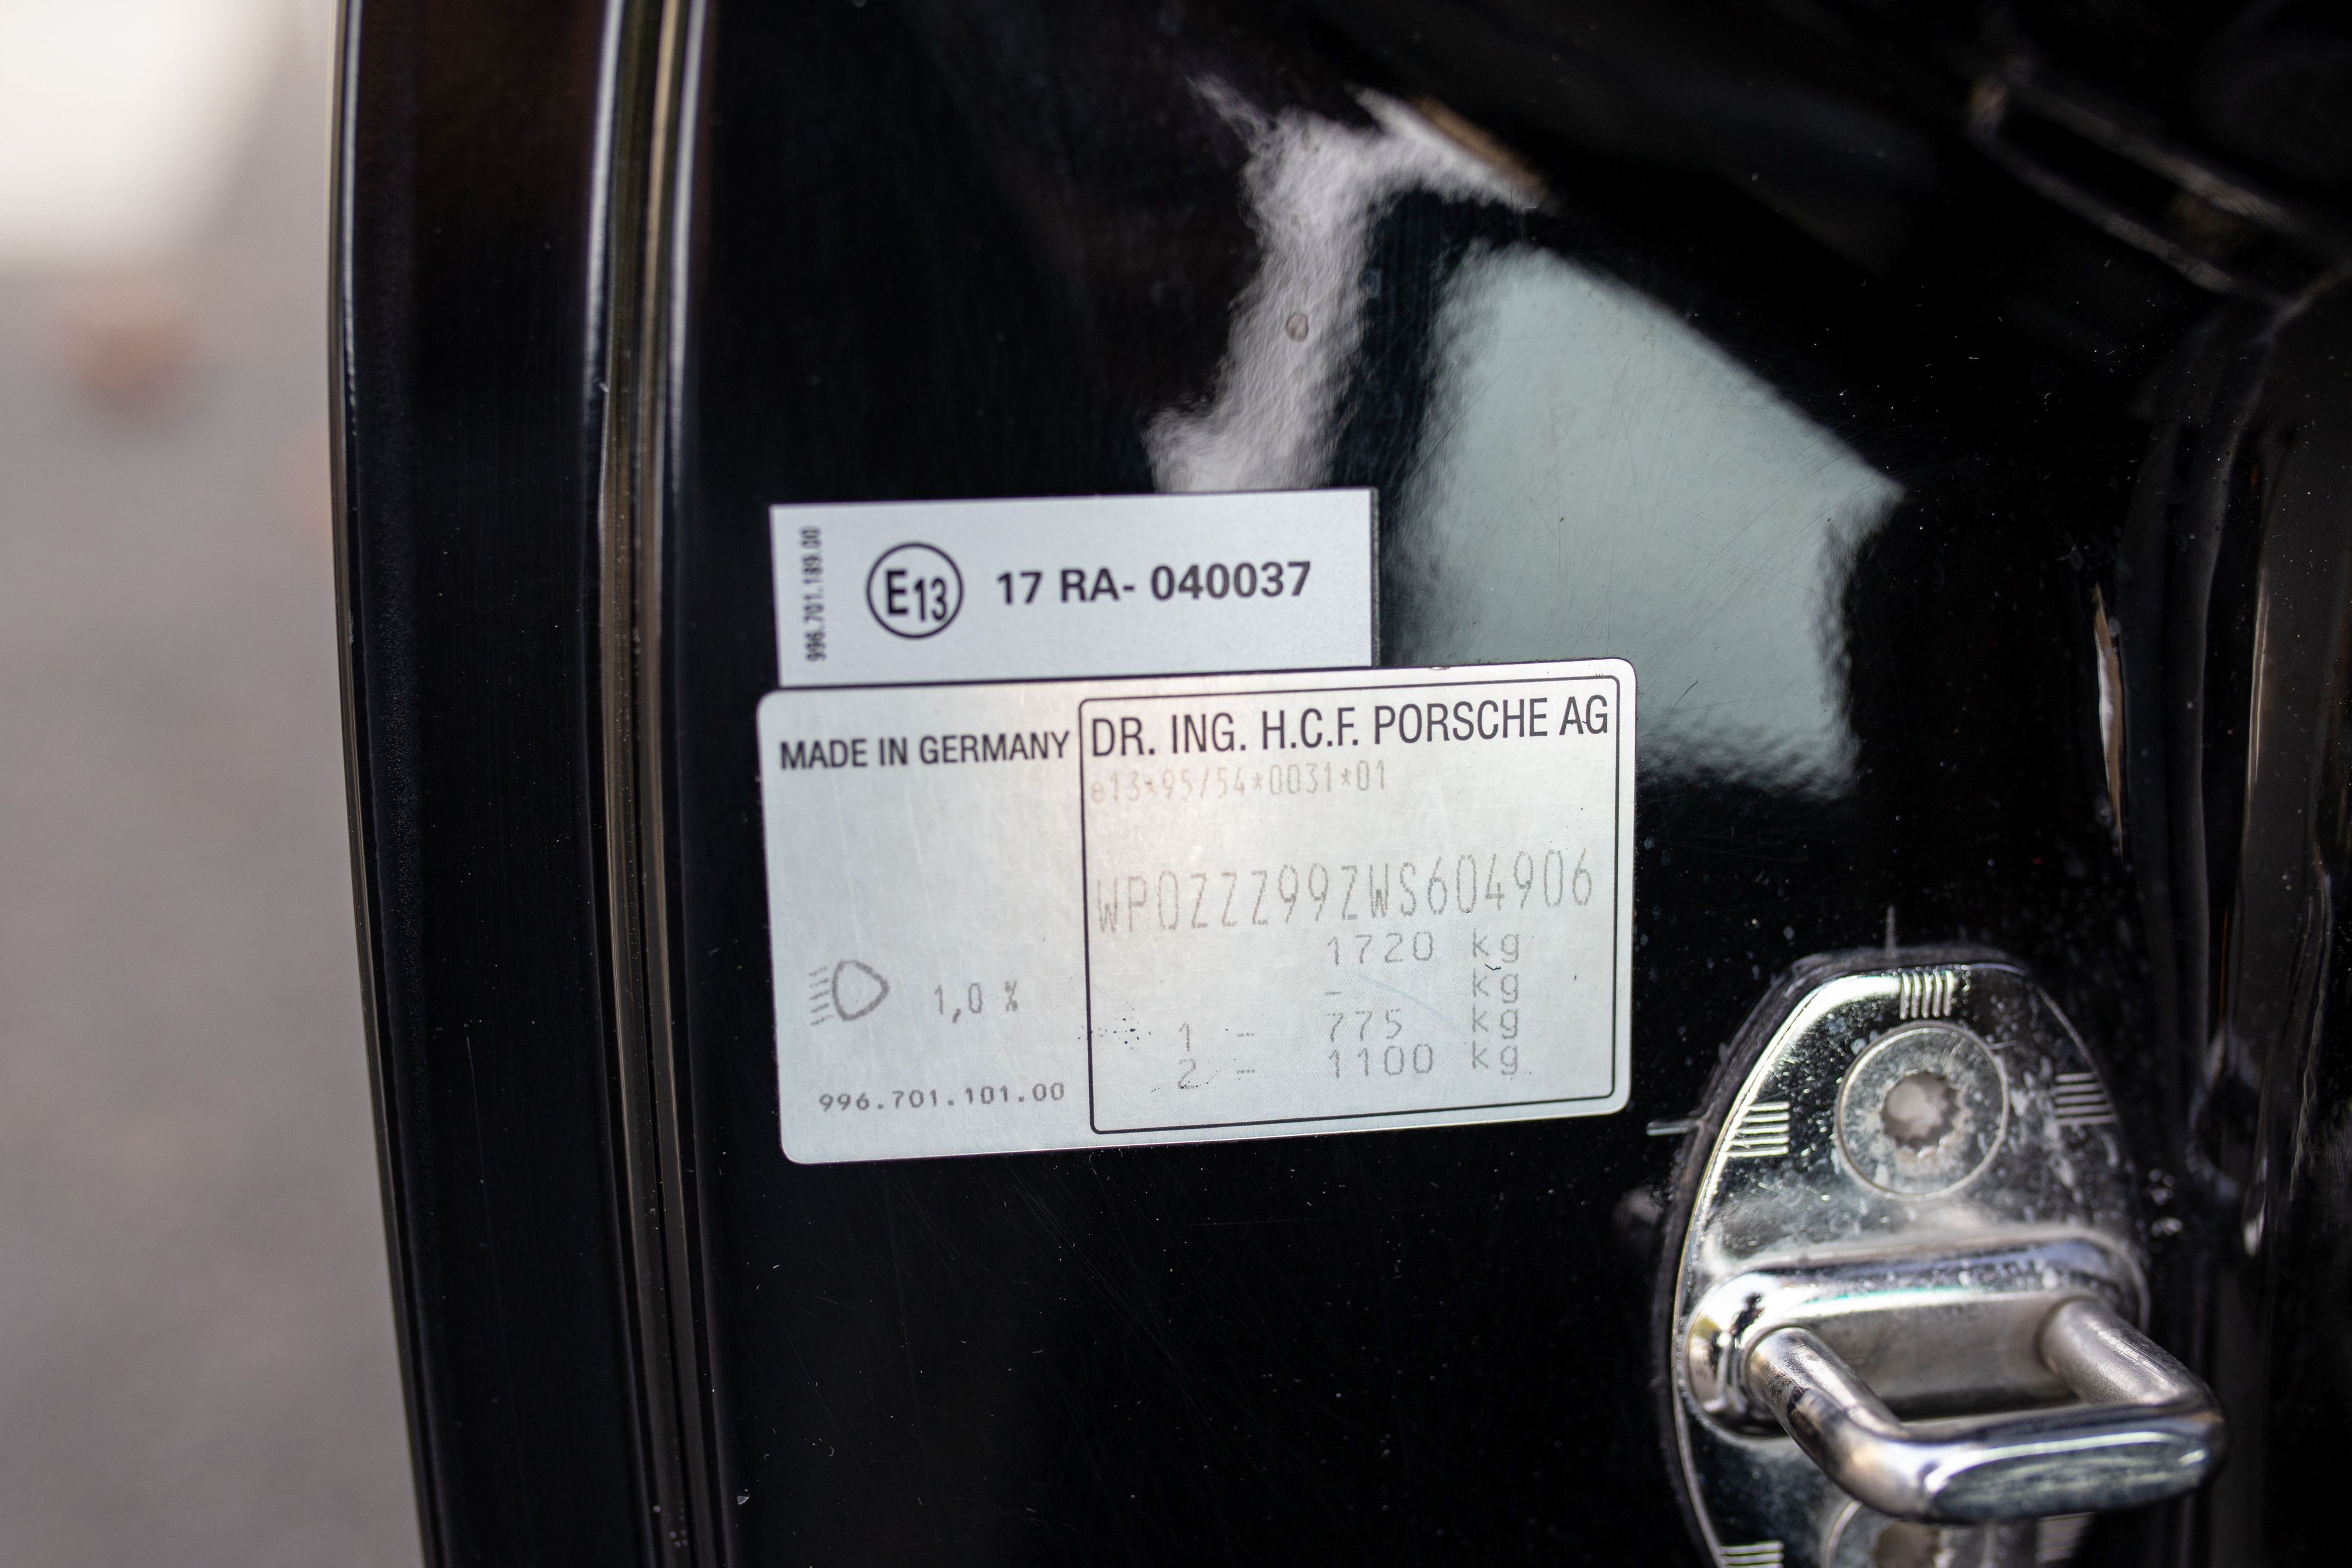 996.701.189.00
E13 17 RA- 040037
MADE IN GERMANY
DR. ING. H.C.F. PORSCHE AG
e13*95/54*0031*01
WP0ZZZ99ZWS604906
1720 kg
- kg
1 - 775 kg
2 - 1100 kg
1,0 %
996.701.101.00